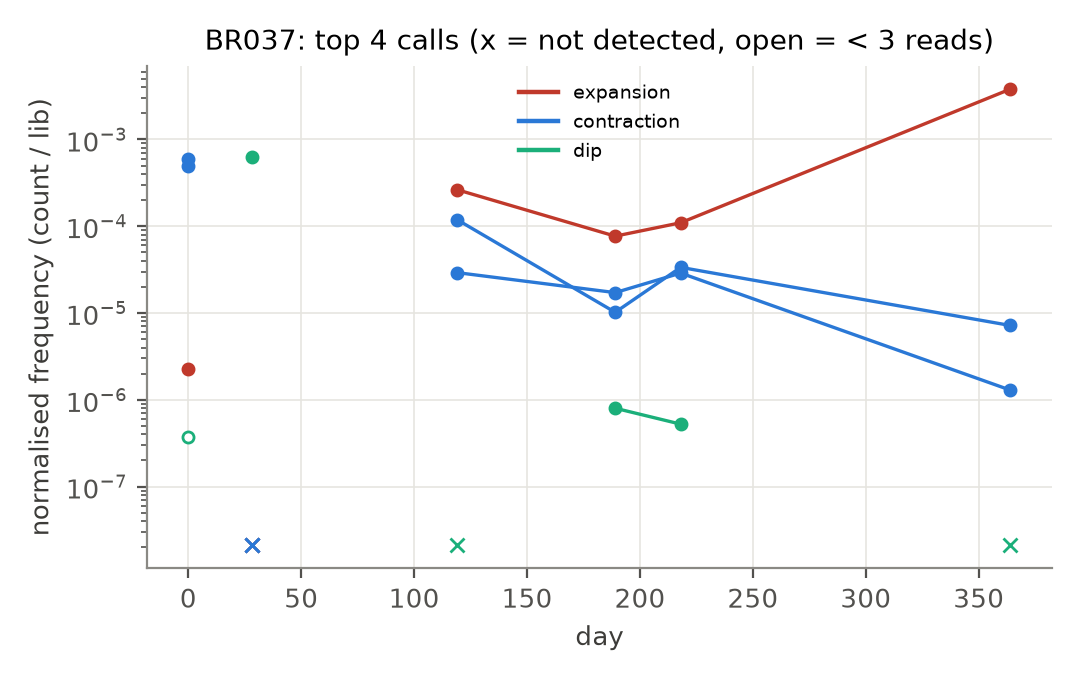 BR037: top 4 calls (x = not detected, open = < 3 reads)
expansion
contraction
dip
normalised frequency (count / lib)
10⁻³
10⁻⁴
10⁻⁵
10⁻⁶
10⁻⁷
0 50 100 150 200 250 300 350
day